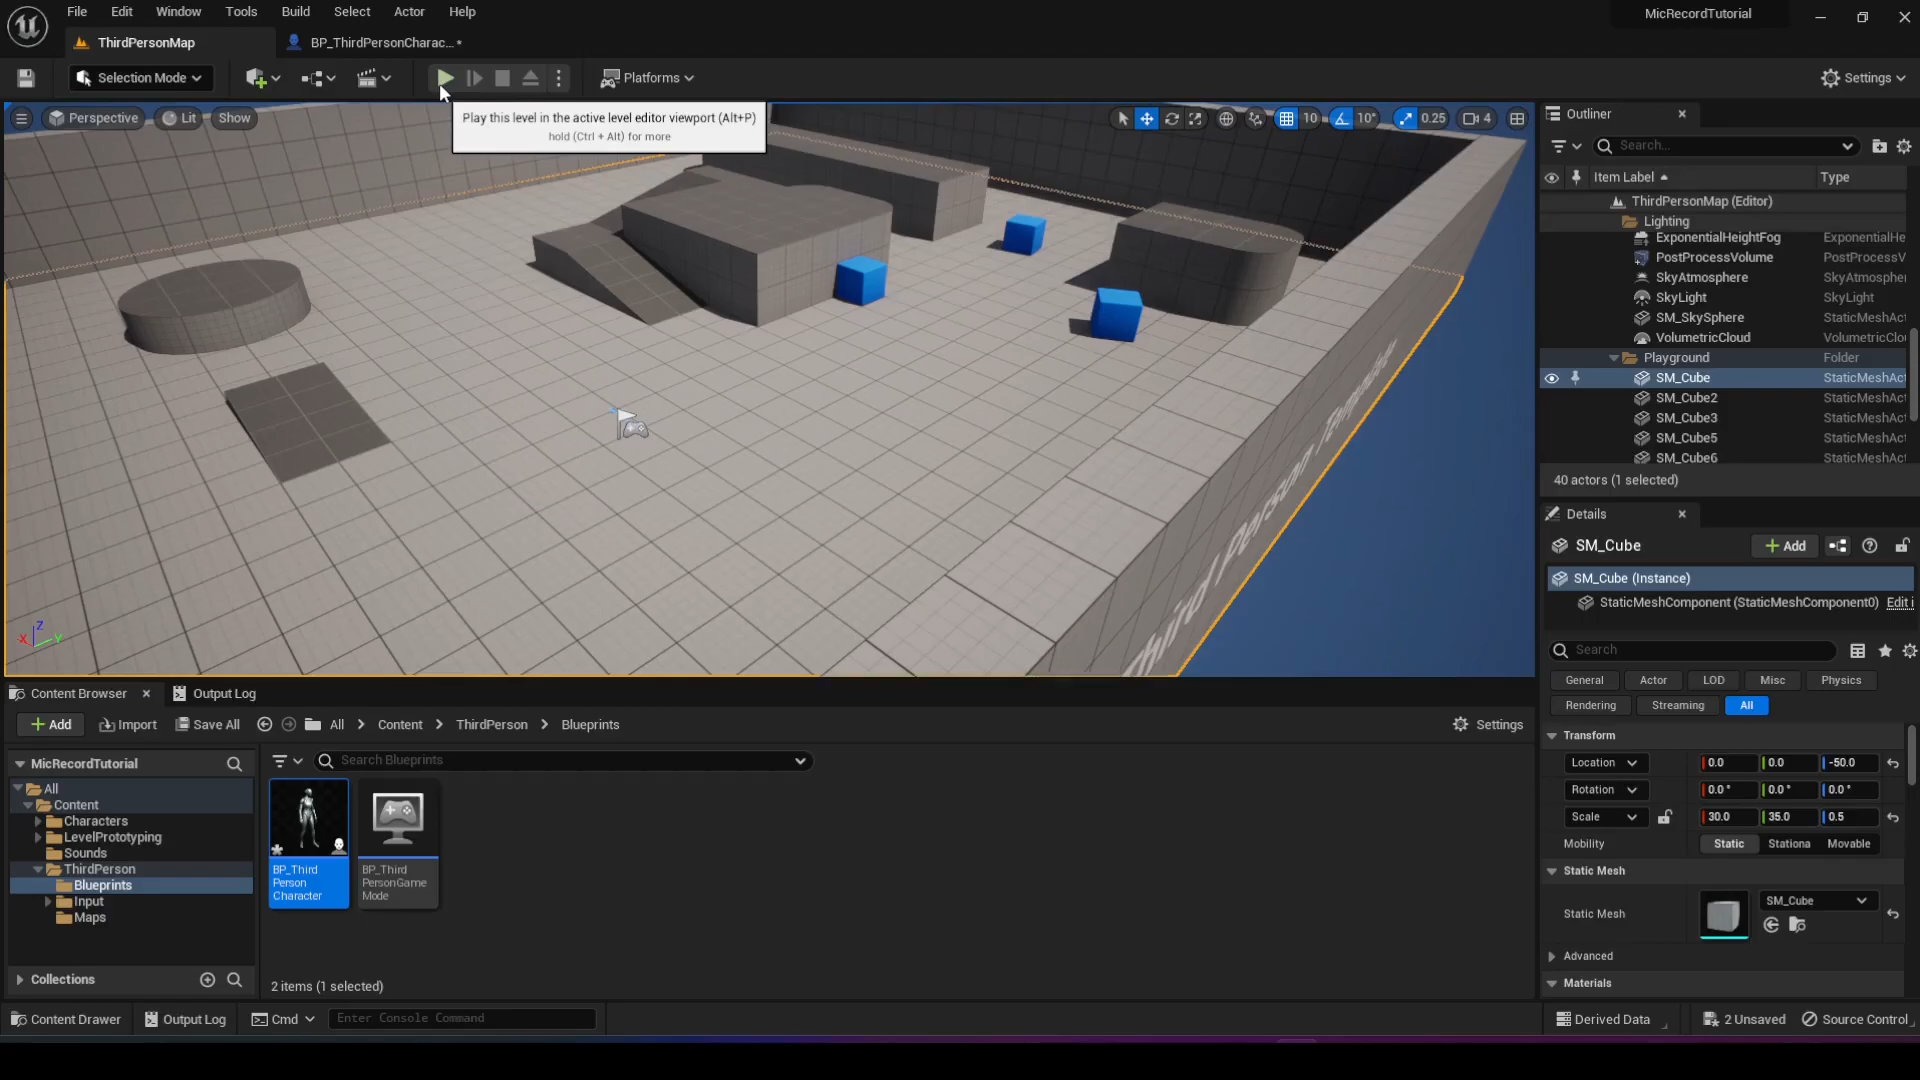 File Edit Window Tools Build Select Actor Help
MicRecordTutorial
ThirdPersonMap
BP_ThirdPersonCharac... *
Selection Mode
Platforms
Settings
Play this level in the active level editor viewport (Alt+P)
hold (Ctrl + Alt) for more
Perspective
Lit
Show
10
10°
0.25
4
Third Person Template
Outliner
Search...
Item Label
Type
ThirdPersonMap (Editor)
Lighting
ExponentialHeightFog ExponentialHe
PostProcessVolume PostProcessV
SkyAtmosphere SkyAtmospher
SkyLight SkyLight
SM_SkySphere StaticMeshAct
VolumetricCloud VolumetricClou
Playground Folder
SM_Cube StaticMeshAct
SM_Cube2 StaticMeshAct
SM_Cube3 StaticMeshAct
SM_Cube5 StaticMeshAct
SM_Cube6 StaticMeshAct
40 actors (1 selected)
Details
SM_Cube
Add
SM_Cube (Instance)
StaticMeshComponent (StaticMeshComponent0) Edit i
Search
General Actor LOD Misc Physics
Rendering Streaming All
Transform
Location 0.0 0.0 -50.0
Rotation 0.0° 0.0° 0.0°
Scale 30.0 35.0 0.5
Mobility Static Stationa Movable
Static Mesh
Static Mesh SM_Cube
Advanced
Materials
Z
X
Y
Content Browser
Output Log
Add
Import
Save All
All > Content > ThirdPerson > Blueprints
Settings
MicRecordTutorial
Search Blueprints
All
Content
Characters
LevelPrototyping
Sounds
ThirdPerson
Blueprints
Input
Maps
Collections
BP_Third
Person
Character
BP_Third
PersonGame
Mode
2 items (1 selected)
Content Drawer
Output Log
Cmd
Enter Console Command
Derived Data
2 Unsaved
Source Control